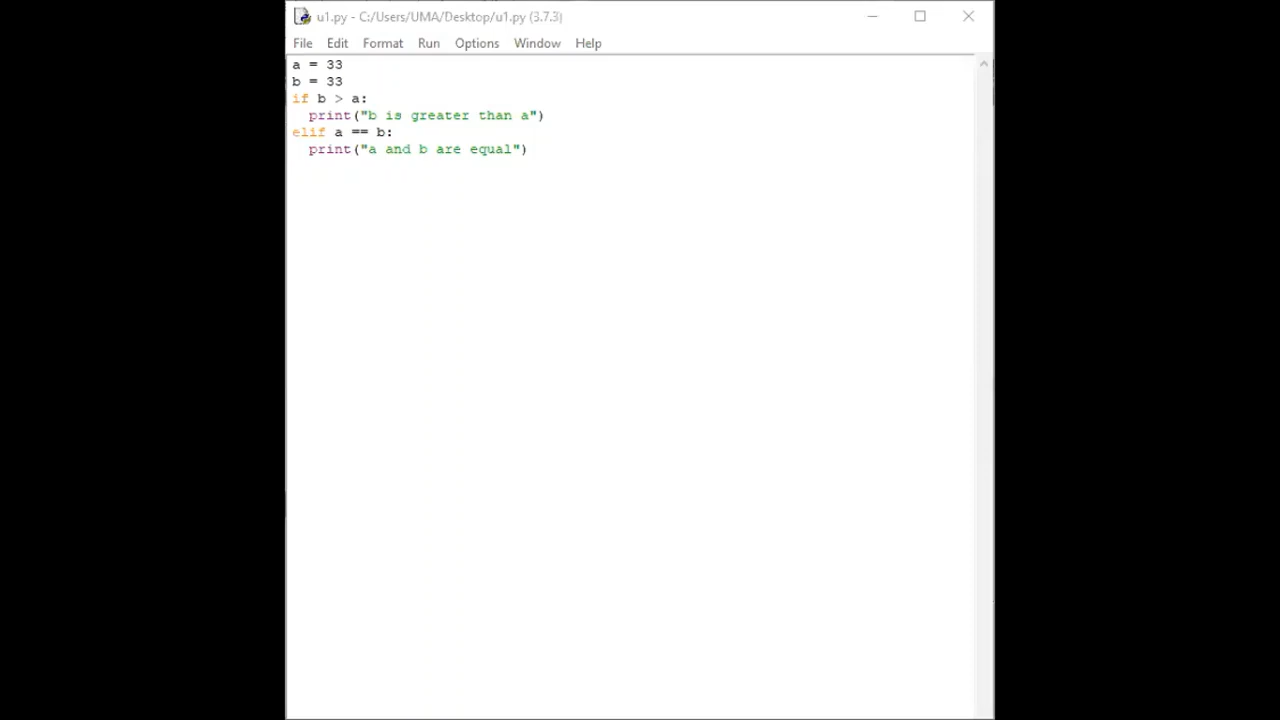 u1.py - C:/Users/UMA/Desktop/u1.py (3.7.3)
File Edit Format Run Options Window Help
a = 33
b = 33
if b > a:
  print("b is greater than a")
elif a == b:
  print("a and b are equal")